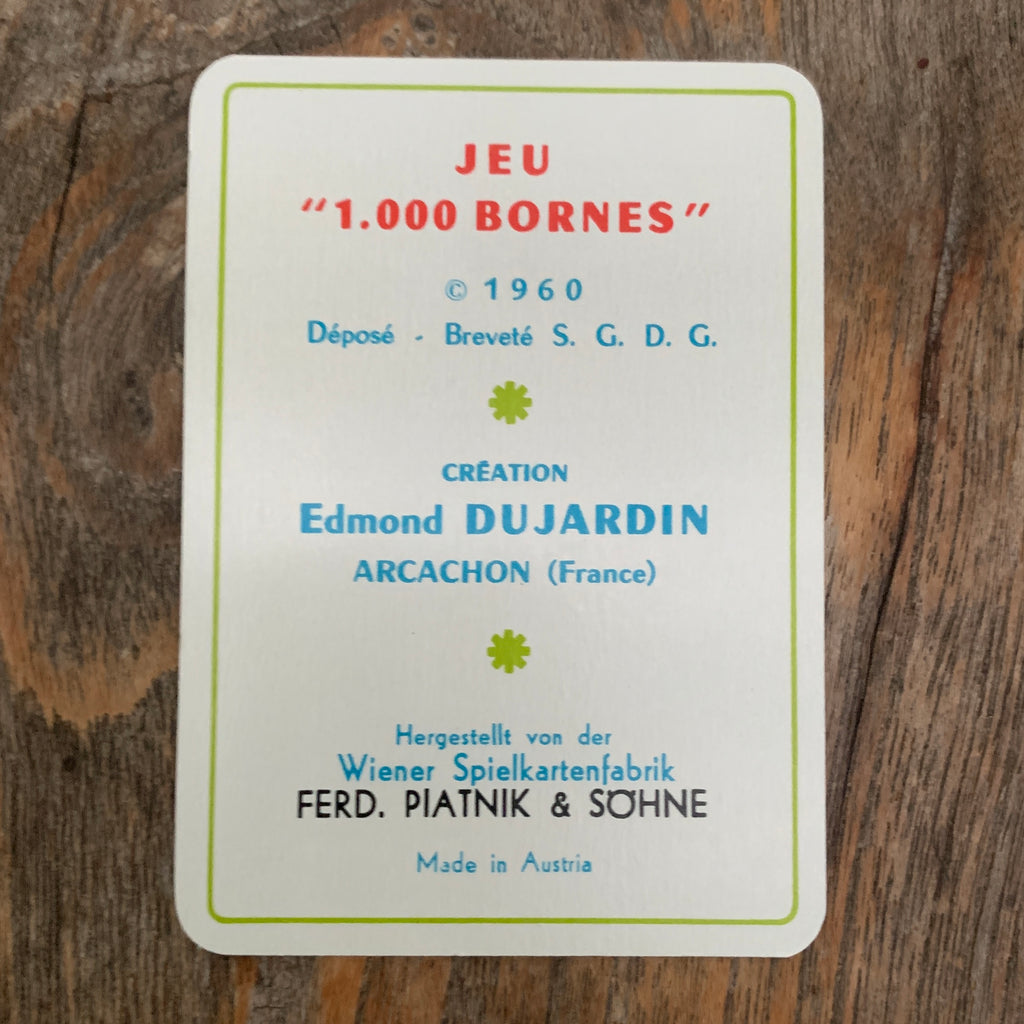 JEU
"1.000 BORNES"
© 1960
Déposé - Breveté S. G. D. G.
CRÉATION
Edmond DUJARDIN
ARCACHON (France)
Hergestellt von der
Wiener Spielkartenfabrik
FERD. PIATNIK & SÖHNE
Made in Austria